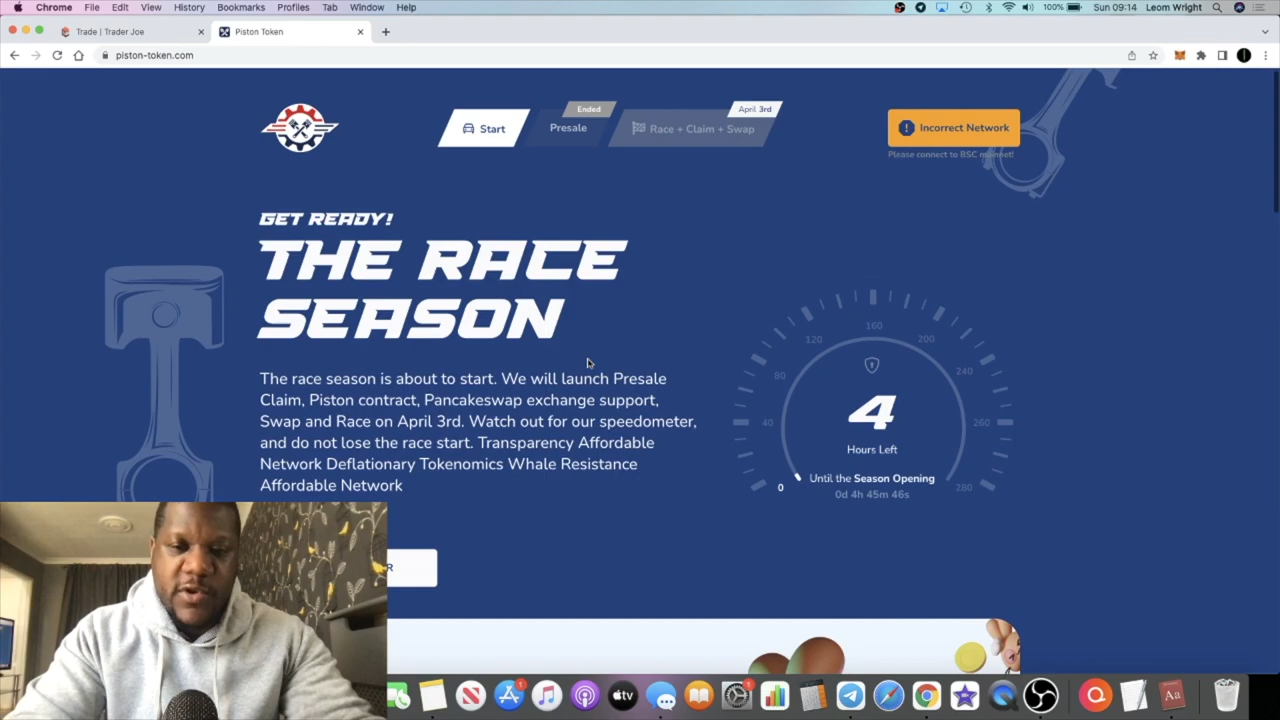 Chrome File Edit View History Bookmarks Profiles Tab Window Help 100% Sun 09:14 Leom Wright
Trade | Trader Joe Piston Token
piston-token.com
Ended
April 3rd
Start Presale Race + Claim + Swap
Incorrect Network
Please connect to BSC mainnet!
GET READY!
THE RACE
SEASON
The race season is about to start. We will launch Presale
Claim, Piston contract, Pancakeswap exchange support,
Swap and Race on April 3rd. Watch out for our speedometer,
and do not lose the race start. Transparency Affordable
Network Deflationary Tokenomics Whale Resistance
Affordable Network
0 40 80 120 160 200 240 260 280
4
Hours Left
Until the Season Opening
0d 4h 45m 46s
R
1
tv
1
Aa